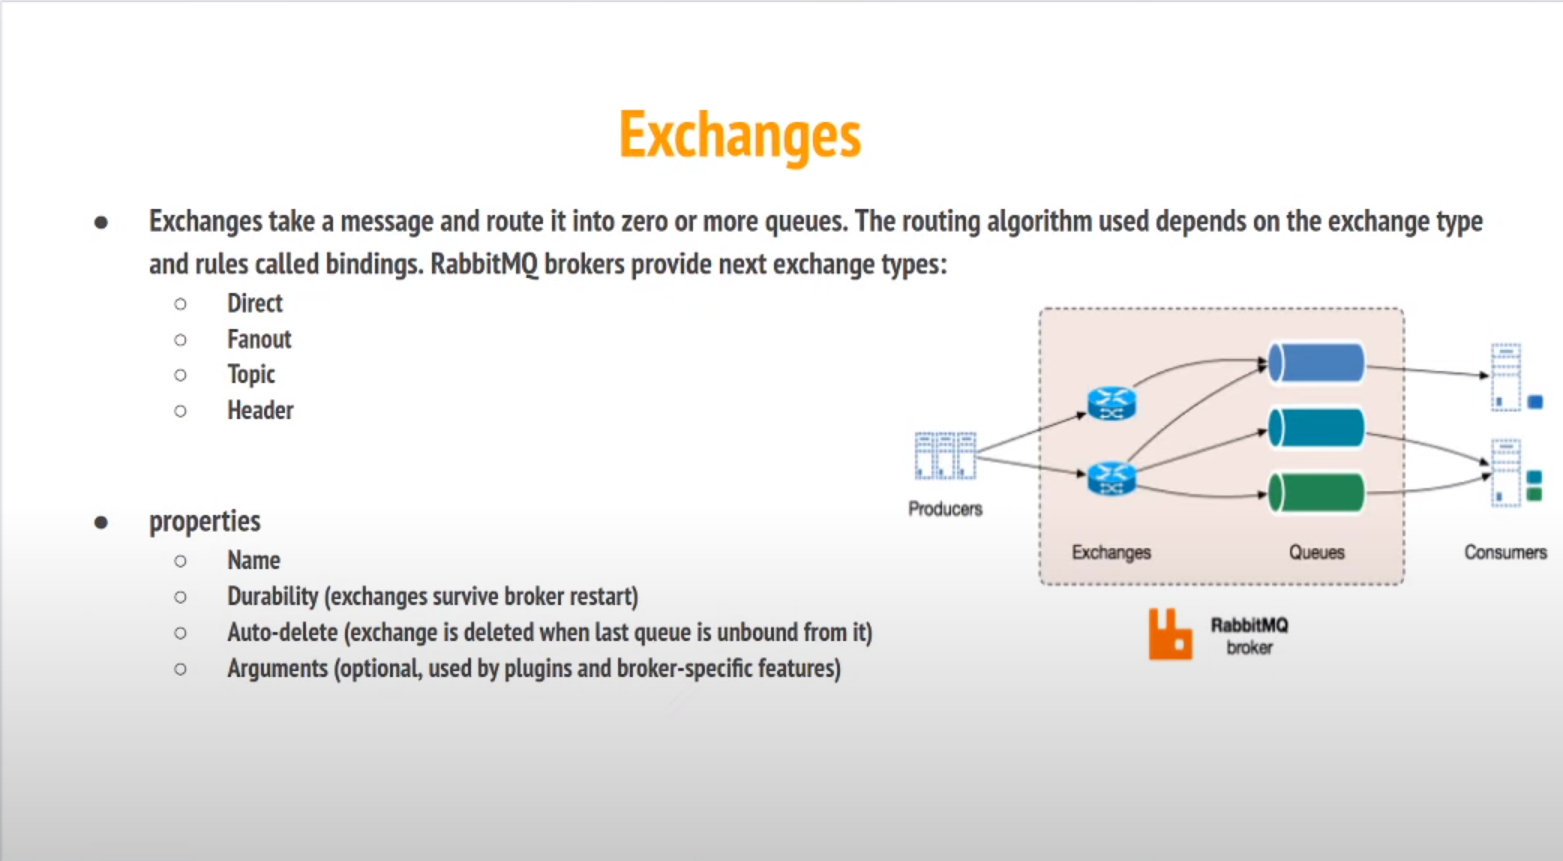 Exchanges
● Exchanges take a message and route it into zero or more queues. The routing algorithm used depends on the exchange type
and rules called bindings. RabbitMQ brokers provide next exchange types:
○ Direct
○ Fanout
○ Topic
○ Header
● properties
○ Name
○ Durability (exchanges survive broker restart)
○ Auto-delete (exchange is deleted when last queue is unbound from it)
○ Arguments (optional, used by plugins and broker-specific features)
Producers
Exchanges
Queues
Consumers
RabbitMQ
broker